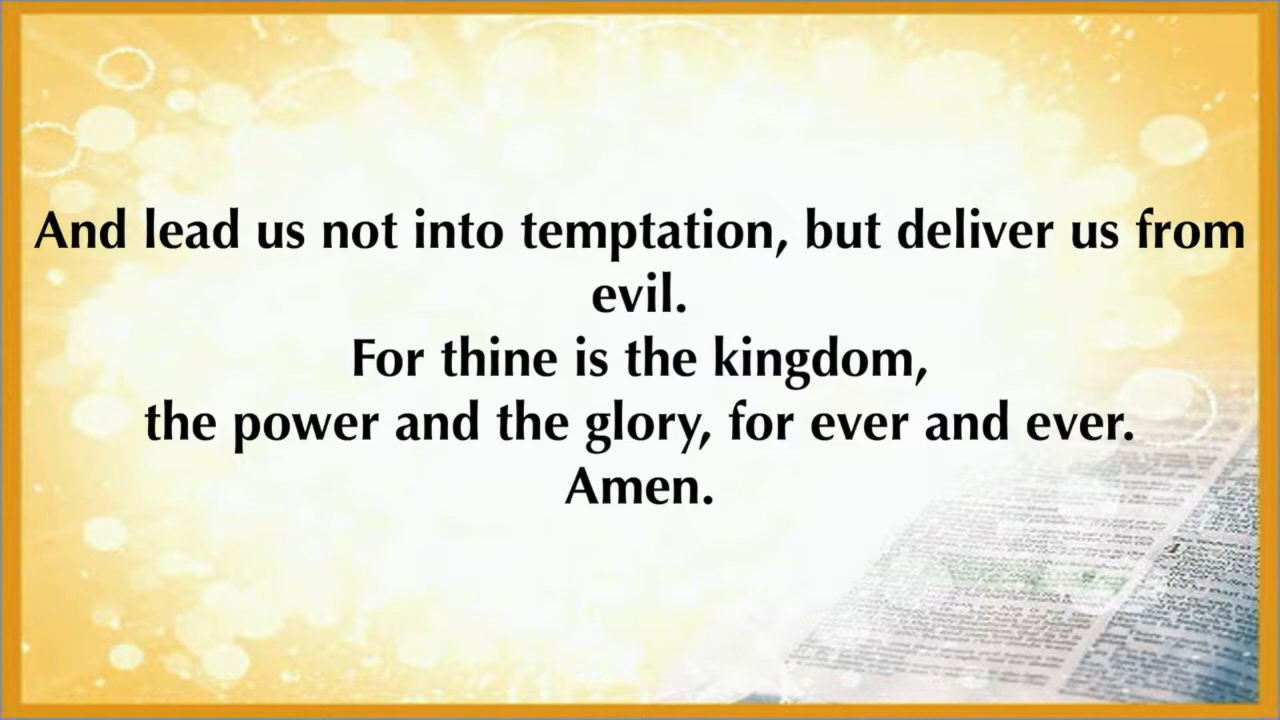 And lead us not into temptation, but deliver us from
evil.
For thine is the kingdom,
the power and the glory, for ever and ever.
Amen.